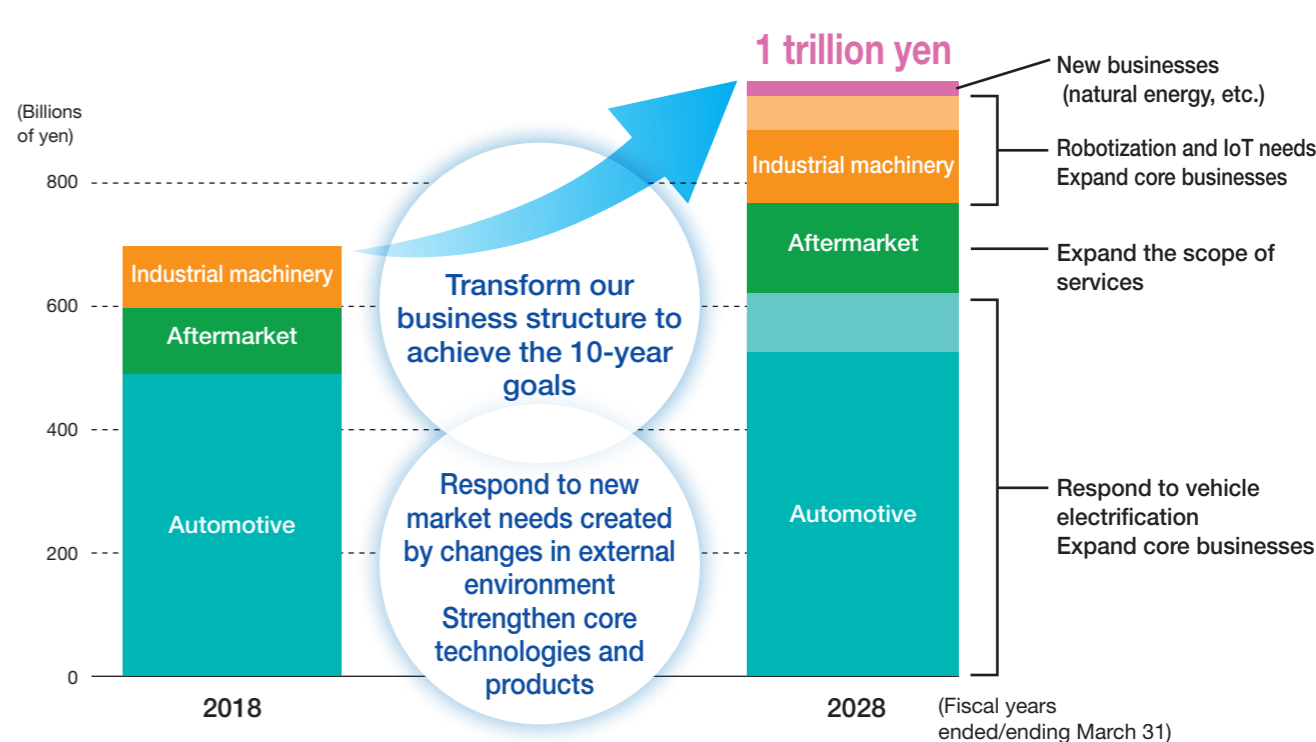 1 trillion yen
(Billions
of yen)
800
600
400
200
0
Industrial machinery
Aftermarket
Automotive
2018
Transform our
business structure to
achieve the 10-year
goals
Respond to new
market needs created
by changes in external
environment
Strengthen core
technologies and
products
Industrial machinery
Aftermarket
Automotive
2028
(Fiscal years
ended/ending March 31)
New businesses
(natural energy, etc.)
Robotization and IoT needs
Expand core businesses
Expand the scope of
services
Respond to vehicle
electrification
Expand core businesses